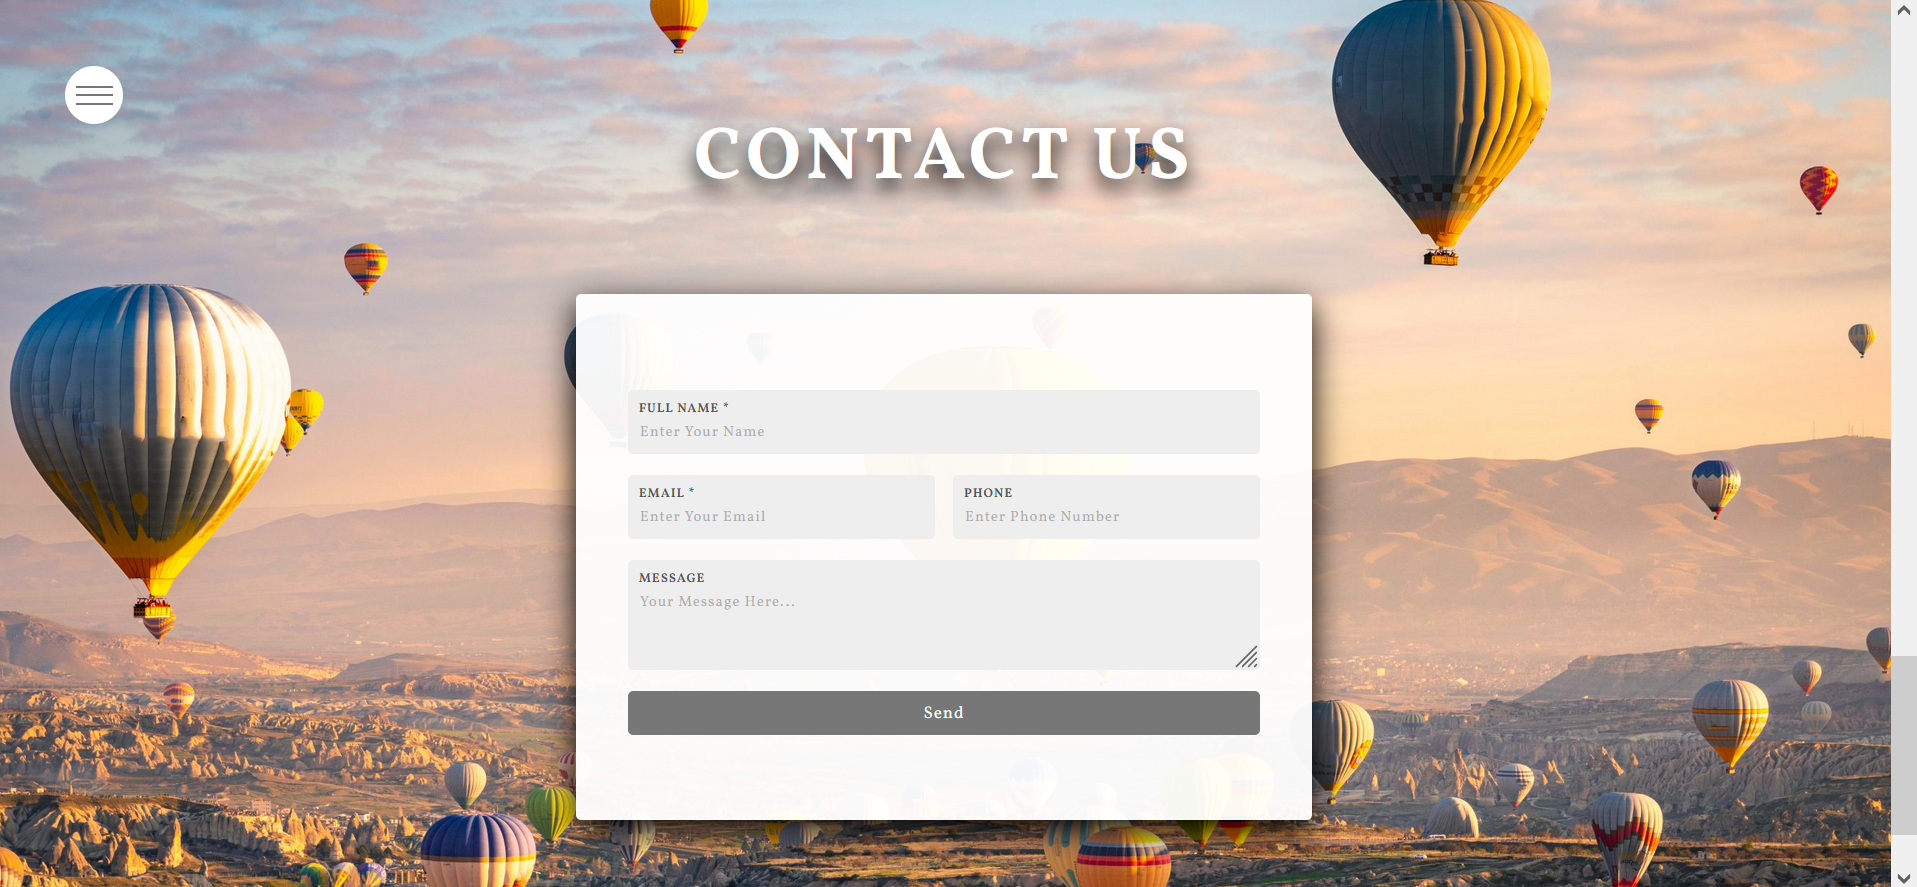 CONTACT US
FULL NAME *
Enter Your Name
EMAIL *
PHONE
Enter Your Email
Enter Phone Number
MESSAGE
Your Message Here...
Send